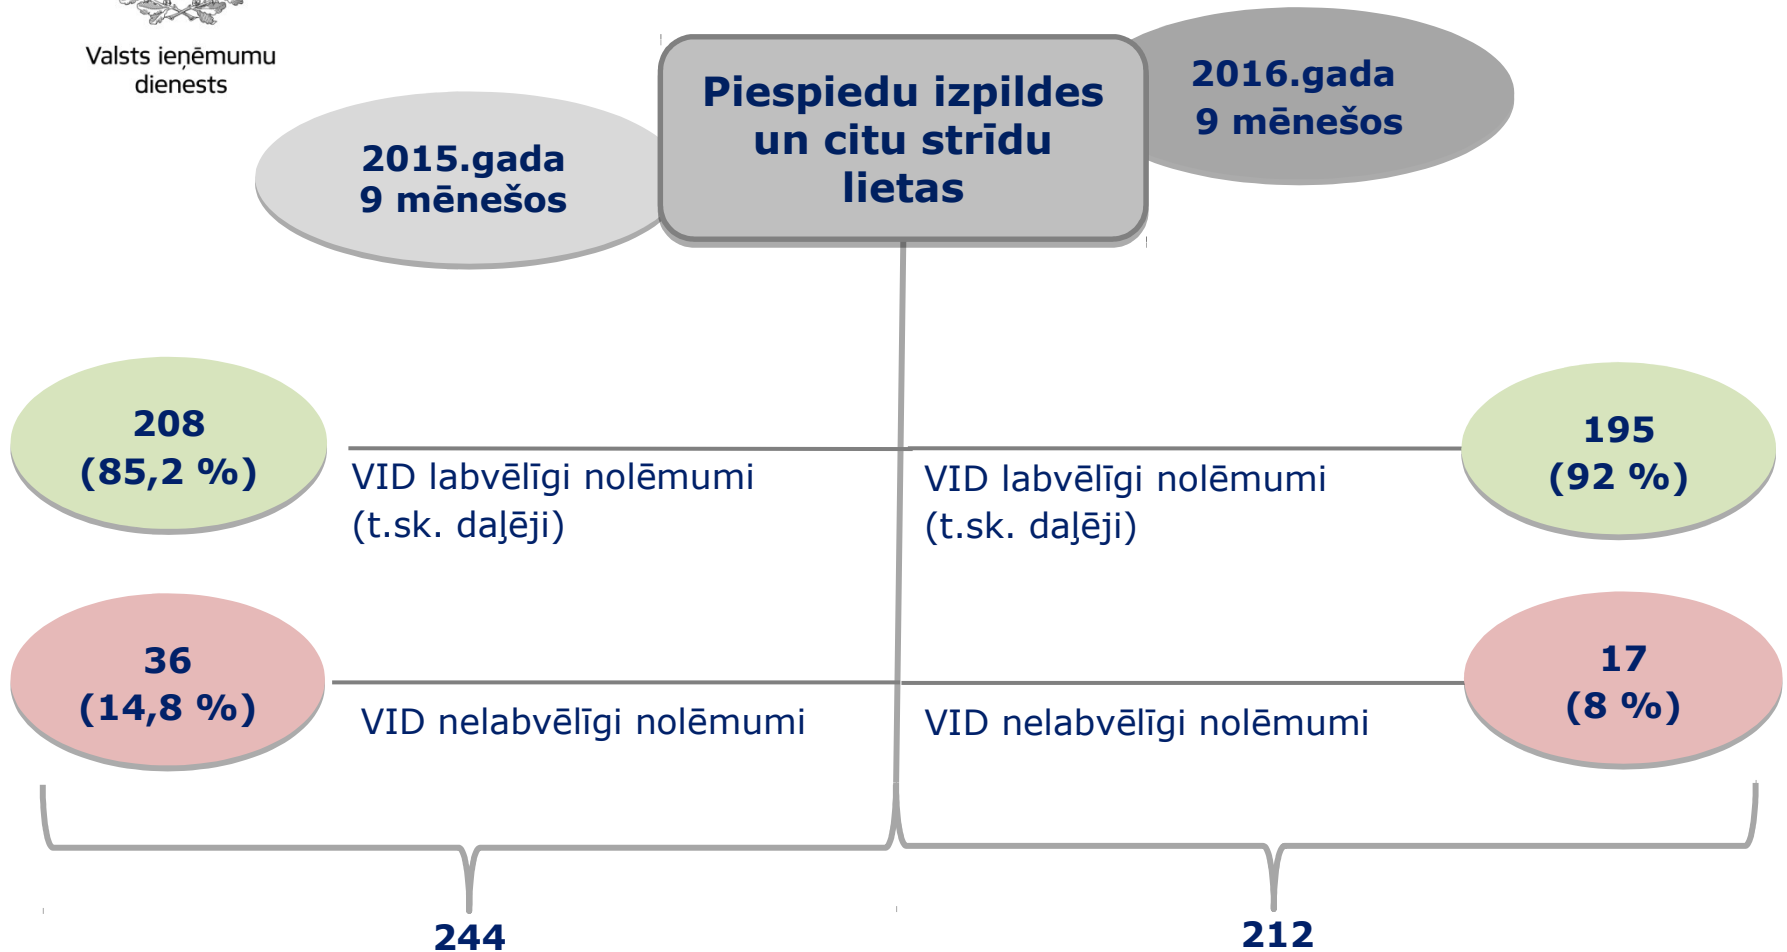 Valsts ieņēmumu
dienests
2015.gada
9 mēnešos
Piespiedu izpildes
un citu strīdu
lietas
2016.gada
9 mēnešos
208
(85,2 %)
VID labvēlīgi nolēmumi
(t.sk. daļēji)
VID labvēlīgi nolēmumi
(t.sk. daļēji)
195
(92 %)
36
(14,8 %)
VID nelabvēlīgi nolēmumi
VID nelabvēlīgi nolēmumi
17
(8 %)
244
212